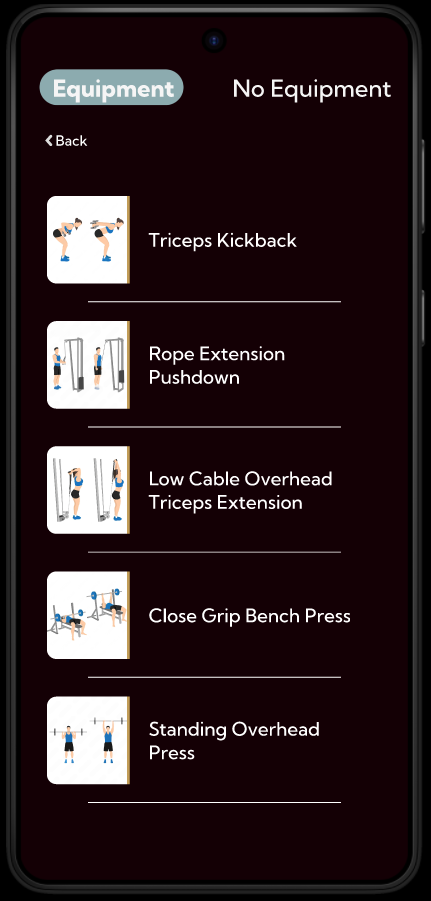 Equipment No Equipment
Back
Triceps Kickback
Rope Extension
Pushdown
Low Cable Overhead
Triceps Extension
Close Grip Bench Press
Standing Overhead
Press